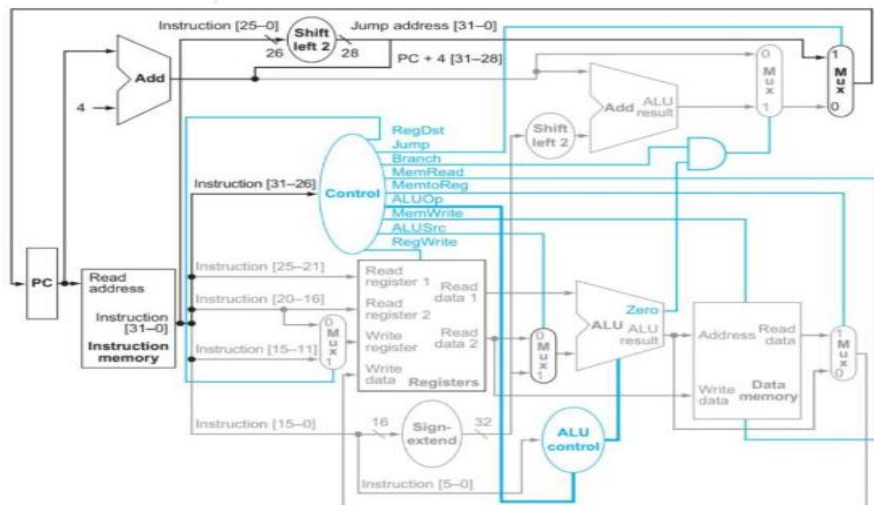 Instruction [25–0]
Jump address [31–0]
Shift
left 2
26
28
PC + 4 [31–28]
Add
4
0
Mux
1
1
Mux
0
Add
ALU
result
Shift
left 2
RegDst
Jump
Branch
MemRead
MemtoReg
ALUOp
MemWrite
ALUSrc
RegWrite
Instruction [31–26]
Control
PC
Read
address
Instruction
[31–0]
Instruction
memory
Instruction [25–21]
Instruction [20–16]
Instruction [15–11]
Instruction [15–0]
0
Mux
1
Read
register 1
Read
register 2
Write
register
Write
data
Read
data 1
Read
data 2
Registers
0
Mux
1
Zero
ALU
ALU
result
Address
Read
data
Write
data
Data
memory
1
Mux
0
16
Sign-
extend
32
ALU
control
Instruction [5–0]